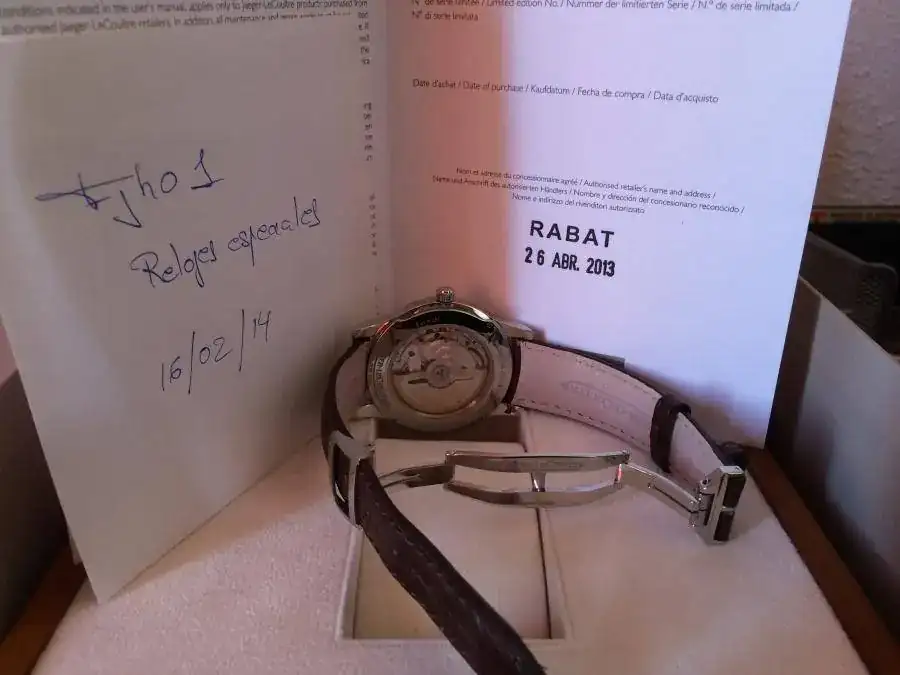 conditions indicated in the user's manual, applies only to Jaeger-LeCoultre products purchased from
authorised Jaeger-LeCoultre retailers. In addition, all maintenance and
Tyho1
Relojes especiales
16/02/14
N° de série limitée / Limited edition No. / Nummer der limitierten Serie / N.° de serie limitada /
N° di serie limitata
Date d'achat / Date of purchase / Kaufdatum / Fecha de compra / Data d'acquisto
Nom et adresse du concessionnaire agréé / Authorised retailer's name and address /
Name und Anschrift des autorisierten Händlers / Nombre y dirección del concesionario reconocido /
Nome e indirizzo del rivenditori autorizzato
RABAT
26 ABR. 2013